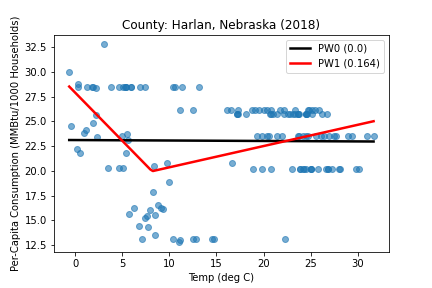 County: Harlan, Nebraska (2018)
PW0 (0.0)
PW1 (0.164)
Per-Capita Consumption (MMBtu/1000 Households)
32.5
30.0
27.5
25.0
22.5
20.0
17.5
15.0
12.5
0 5 10 15 20 25 30
Temp (deg C)